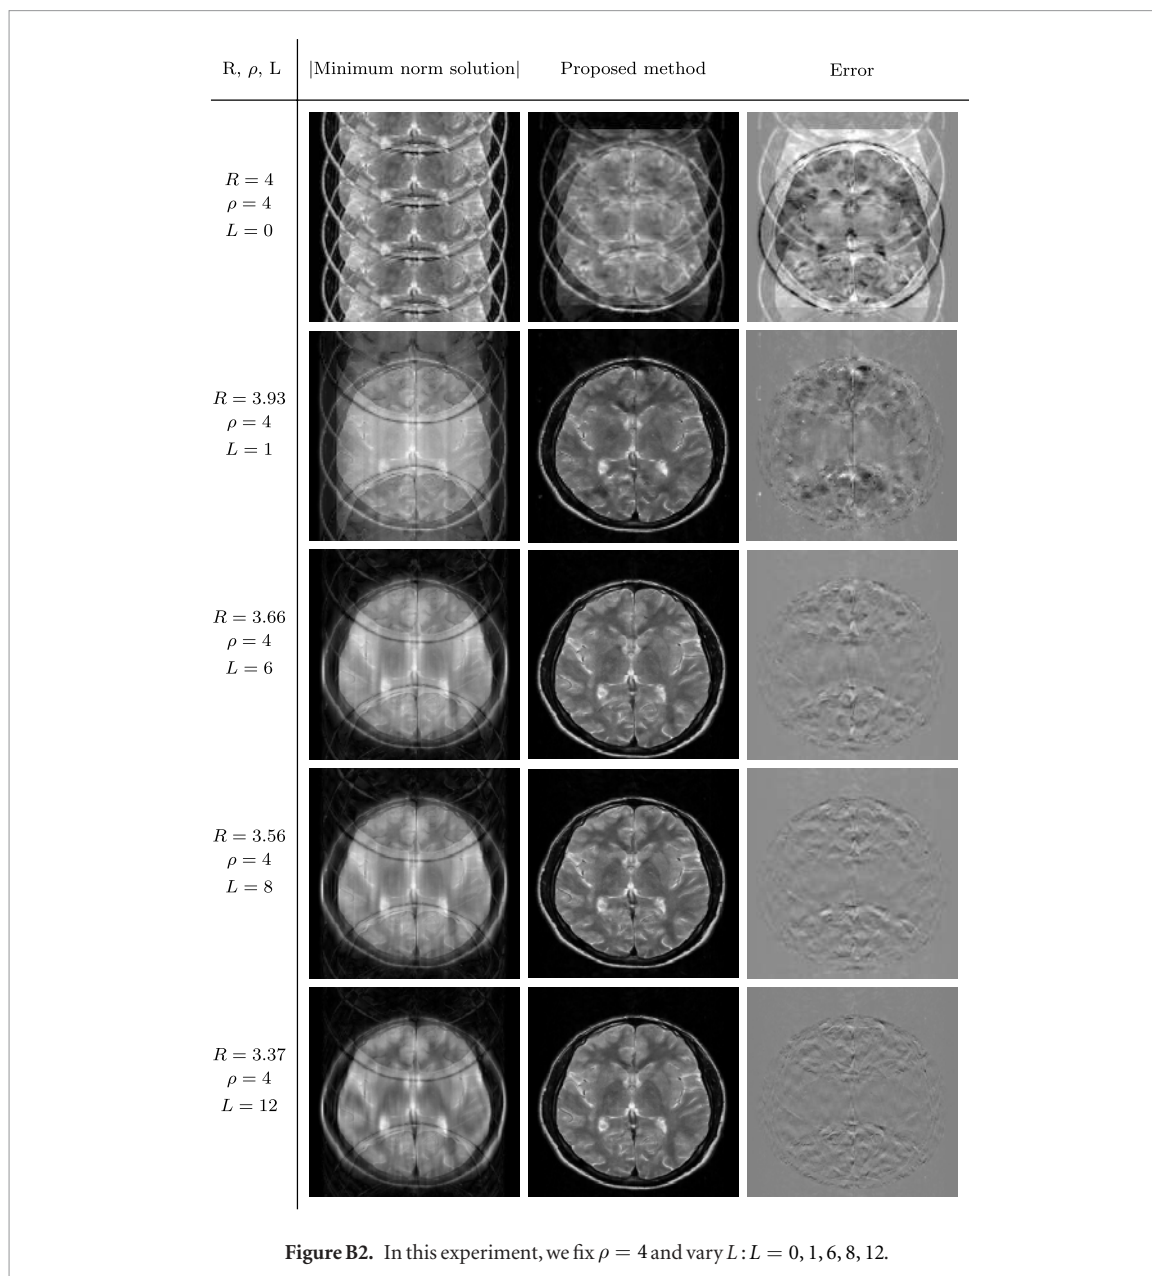 R, ρ, L |Minimum norm solution| Proposed method Error
R = 4
ρ = 4
L = 0
R = 3.93
ρ = 4
L = 1
R = 3.66
ρ = 4
L = 6
R = 3.56
ρ = 4
L = 8
R = 3.37
ρ = 4
L = 12
Figure B2. In this experiment, we fix ρ = 4 and vary L : L = 0, 1, 6, 8, 12.